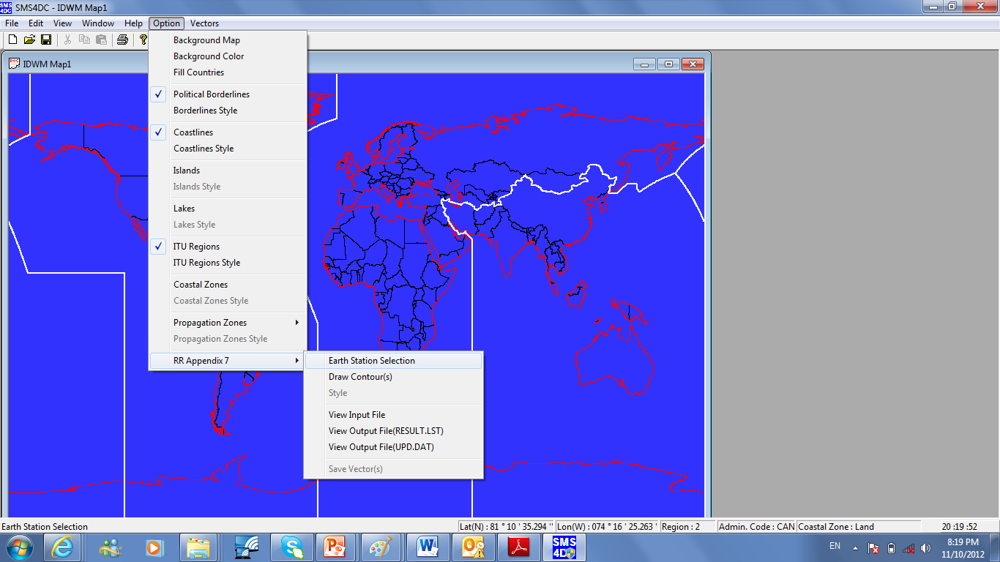 SMS4DC SMS4DC - IDWM Map1
File Edit View Window Help Option Vectors
IDWM Map1
Background Map
Background Color
Fill Countries
Political Borderlines
Borderlines Style
Coastlines
Coastlines Style
Islands
Islands Style
Lakes
Lakes Style
ITU Regions
ITU Regions Style
Coastal Zones
Coastal Zones Style
Propagation Zones
Propagation Zones Style
RR Appendix 7
Earth Station Selection
Draw Contour(s)
Style
View Input File
View Output File(RESULT.LST)
View Output File(UPD.DAT)
Save Vector(s)
Earth Station Selection Lat(N) : 81 ° 10 ' 35.294 '' Lon(W) : 074 ° 16 ' 25.263 ' Region : 2 Admin. Code : CAN Coastal Zone : Land 20 :19 :52
SMS
4DC
EN
8:19 PM
11/10/2012